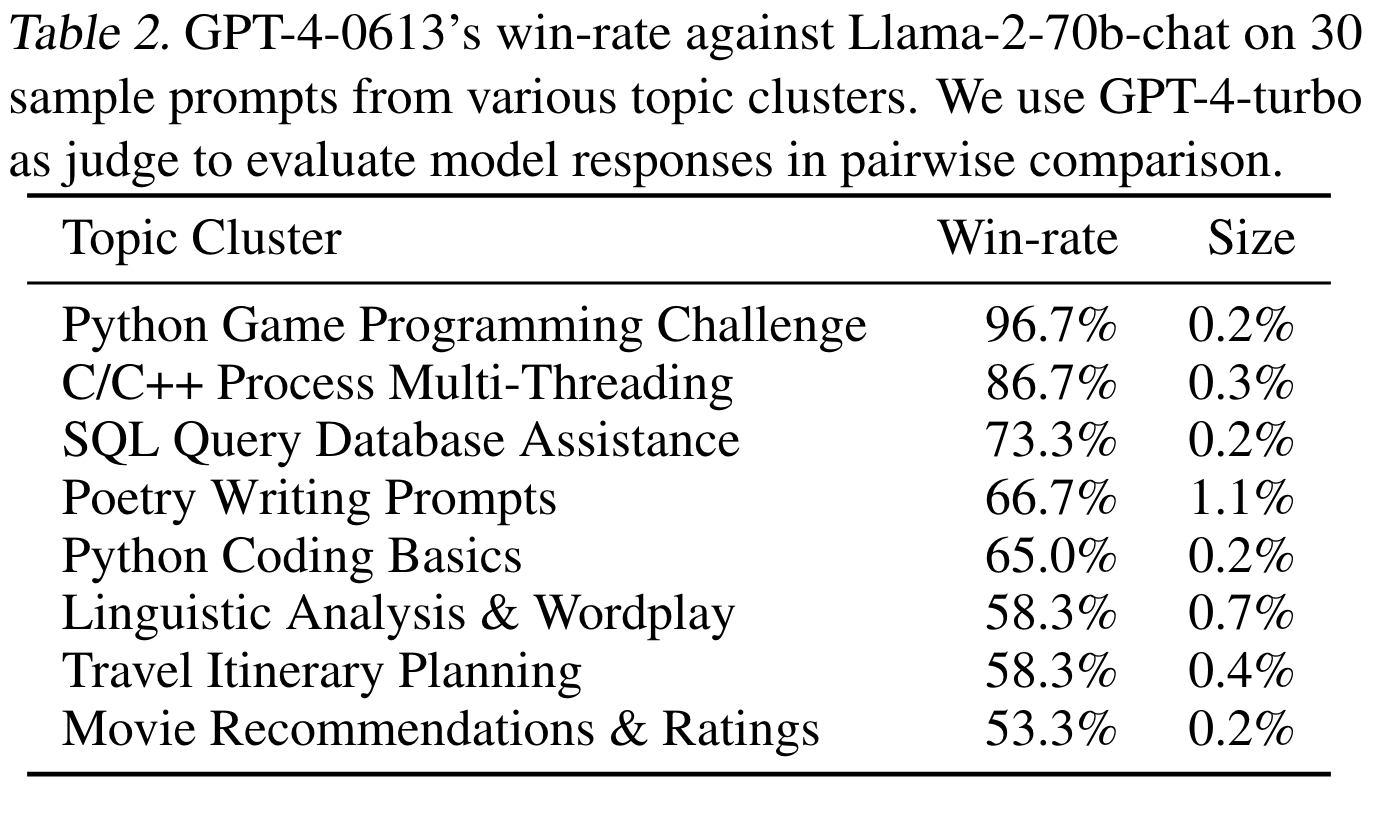 Table 2. GPT-4-0613’s win-rate against Llama-2-70b-chat on 30
sample prompts from various topic clusters. We use GPT-4-turbo
as judge to evaluate model responses in pairwise comparison.
Topic Cluster Win-rate Size
Python Game Programming Challenge 96.7% 0.2%
C/C++ Process Multi-Threading 86.7% 0.3%
SQL Query Database Assistance 73.3% 0.2%
Poetry Writing Prompts 66.7% 1.1%
Python Coding Basics 65.0% 0.2%
Linguistic Analysis & Wordplay 58.3% 0.7%
Travel Itinerary Planning 58.3% 0.4%
Movie Recommendations & Ratings 53.3% 0.2%